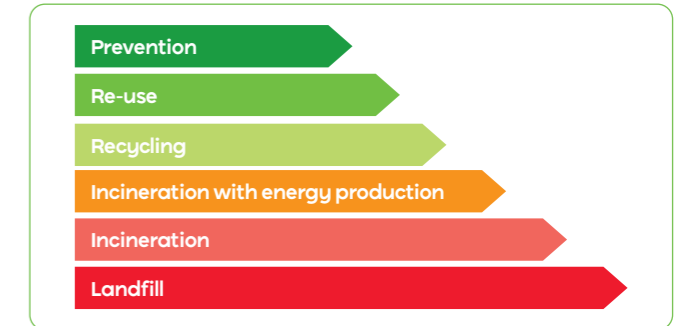 Prevention
Re-use
Recycling
Incineration with energy production
Incineration
Landfill